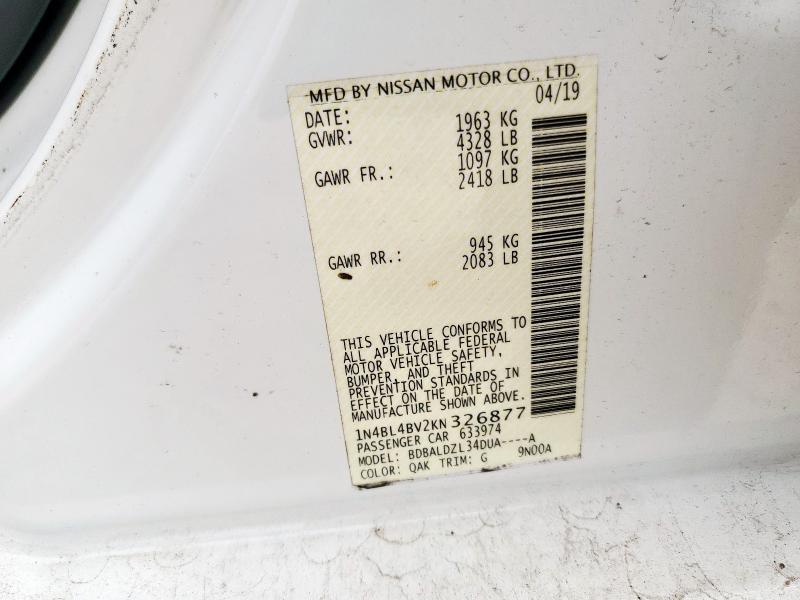 MFD BY NISSAN MOTOR CO., LTD.
DATE: 04/19
GVWR: 1963 KG
4328 LB
GAWR FR.: 1097 KG
2418 LB
GAWR RR.: 945 KG
2083 LB
THIS VEHICLE CONFORMS TO
ALL APPLICABLE FEDERAL
MOTOR VEHICLE SAFETY,
BUMPER, AND THEFT
PREVENTION STANDARDS IN
EFFECT ON THE DATE OF
MANUFACTURE SHOWN ABOVE.
1N4BL4BV2KN326877
PASSENGER CAR 633974
MODEL: BDBALDZL34DUA----A
COLOR: QAK TRIM: G 9N00A